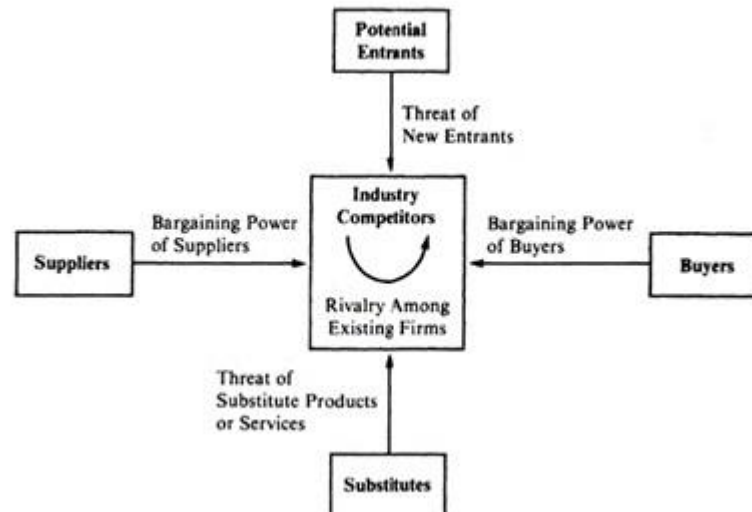 Potential
Entrants
Threat of
New Entrants
Industry
Competitors
Bargaining Power
of Suppliers
Bargaining Power
of Buyers
Suppliers
Buyers
Rivalry Among
Existing Firms
Threat of
Substitute Products
or Services
Substitutes